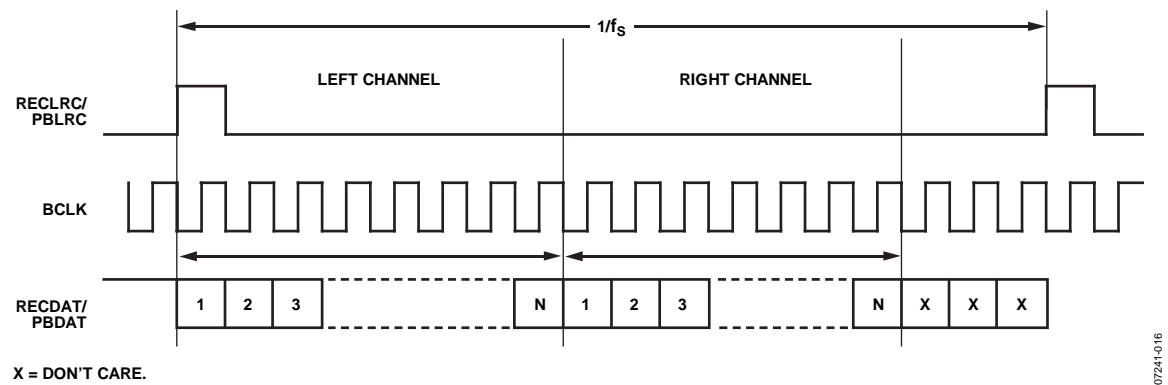 1/fS
LEFT CHANNEL RIGHT CHANNEL
RECLRC/
PBLRC
BCLK
RECDAT/
PBDAT
1 2 3 N 1 2 3 N X X X
X = DON'T CARE.
07241-016